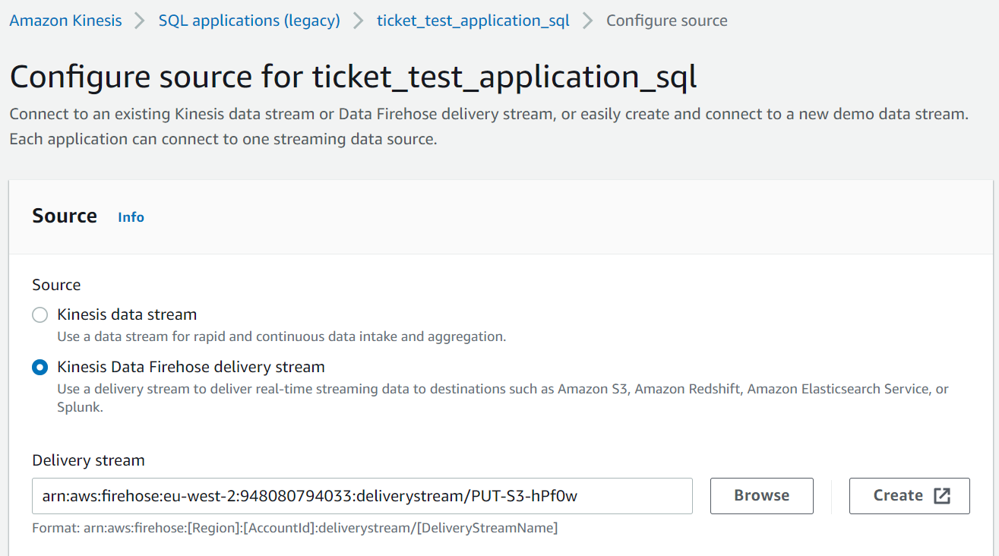 Amazon Kinesis > SQL applications (legacy) > ticket_test_application_sql > Configure source
Configure source for ticket_test_application_sql
Connect to an existing Kinesis data stream or Data Firehose delivery stream, or easily create and connect to a new demo data stream.
Each application can connect to one streaming data source.
Source Info
Source
Kinesis data stream
Use a data stream for rapid and continuous data intake and aggregation.
Kinesis Data Firehose delivery stream
Use a delivery stream to deliver real-time streaming data to destinations such as Amazon S3, Amazon Redshift, Amazon Elasticsearch Service, or
Splunk.
Delivery stream
arn:aws:firehose:eu-west-2:948080794033:deliverystream/PUT-S3-hPf0w Browse Create
Format: arn:aws:firehose:[Region]:[AccountId]:deliverystream/[DeliveryStreamName]